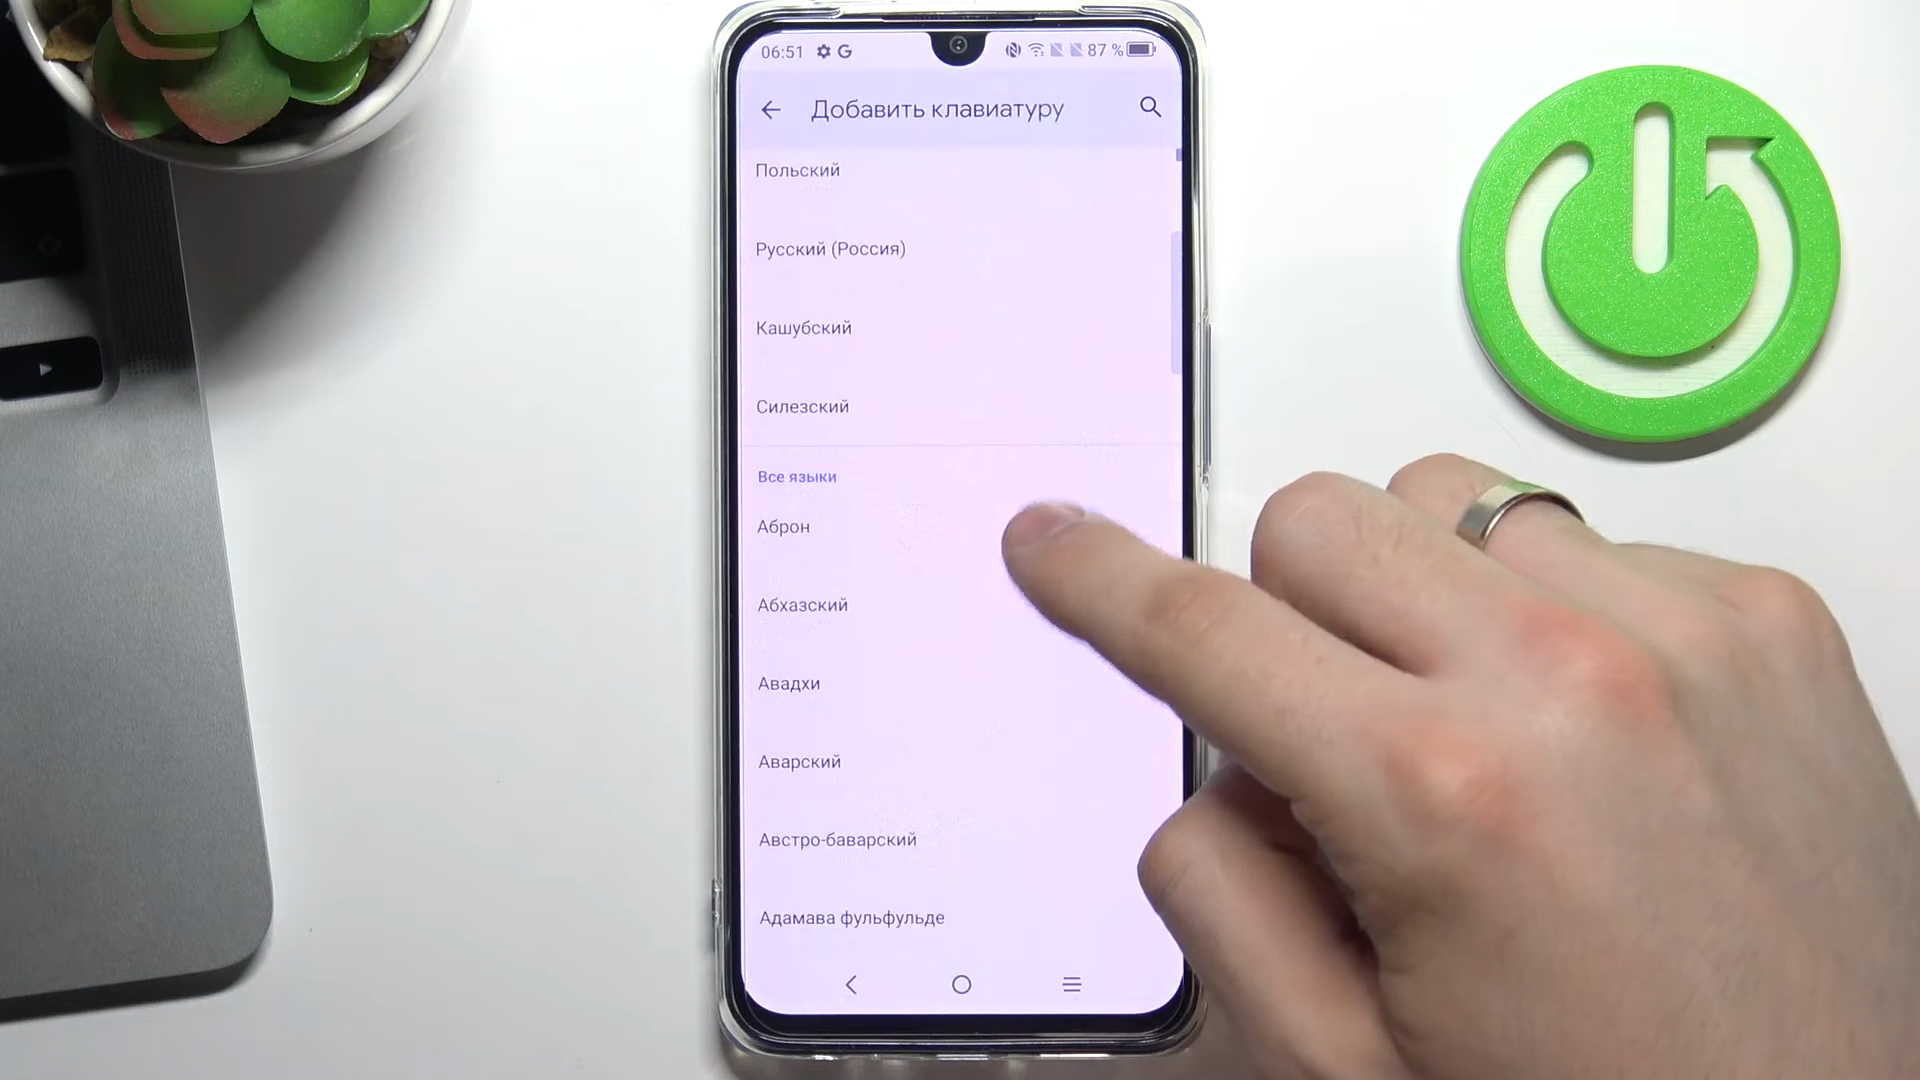 06:51 87 %
Добавить клавиатуру
Польский
Русский (Россия)
Кашубский
Силезский
Все языки
Аброн
Абхазский
Авадхи
Аварский
Австро-баварский
Адамава фульфульде